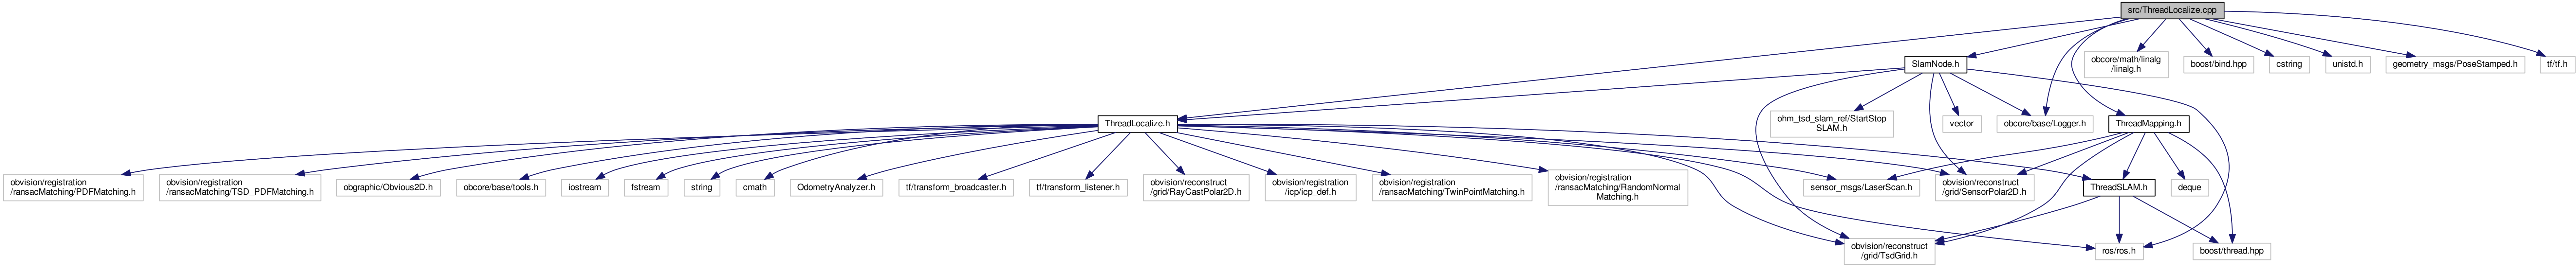 src/ThreadLocalize.cpp
SlamNode.h
obcore/math/linalg
/linalg.h
boost/bind.hpp
cstring
unistd.h
geometry_msgs/PoseStamped.h
tf/tf.h
ThreadLocalize.h
ohm_tsd_slam_ref/StartStop
SLAM.h
vector
obcore/base/Logger.h
ThreadMapping.h
obvision/registration
/ransacMatching/PDFMatching.h
obvision/registration
/ransacMatching/TSD_PDFMatching.h
obgraphic/Obvious2D.h
obcore/base/tools.h
iostream
fstream
string
cmath
OdometryAnalyzer.h
tf/transform_broadcaster.h
tf/transform_listener.h
obvision/reconstruct
/grid/RayCastPolar2D.h
obvision/registration
/icp/icp_def.h
obvision/registration
/ransacMatching/TwinPointMatching.h
obvision/registration
/ransacMatching/RandomNormal
Matching.h
sensor_msgs/LaserScan.h
obvision/reconstruct
/grid/SensorPolar2D.h
ThreadSLAM.h
deque
obvision/reconstruct
/grid/TsdGrid.h
ros/ros.h
boost/thread.hpp